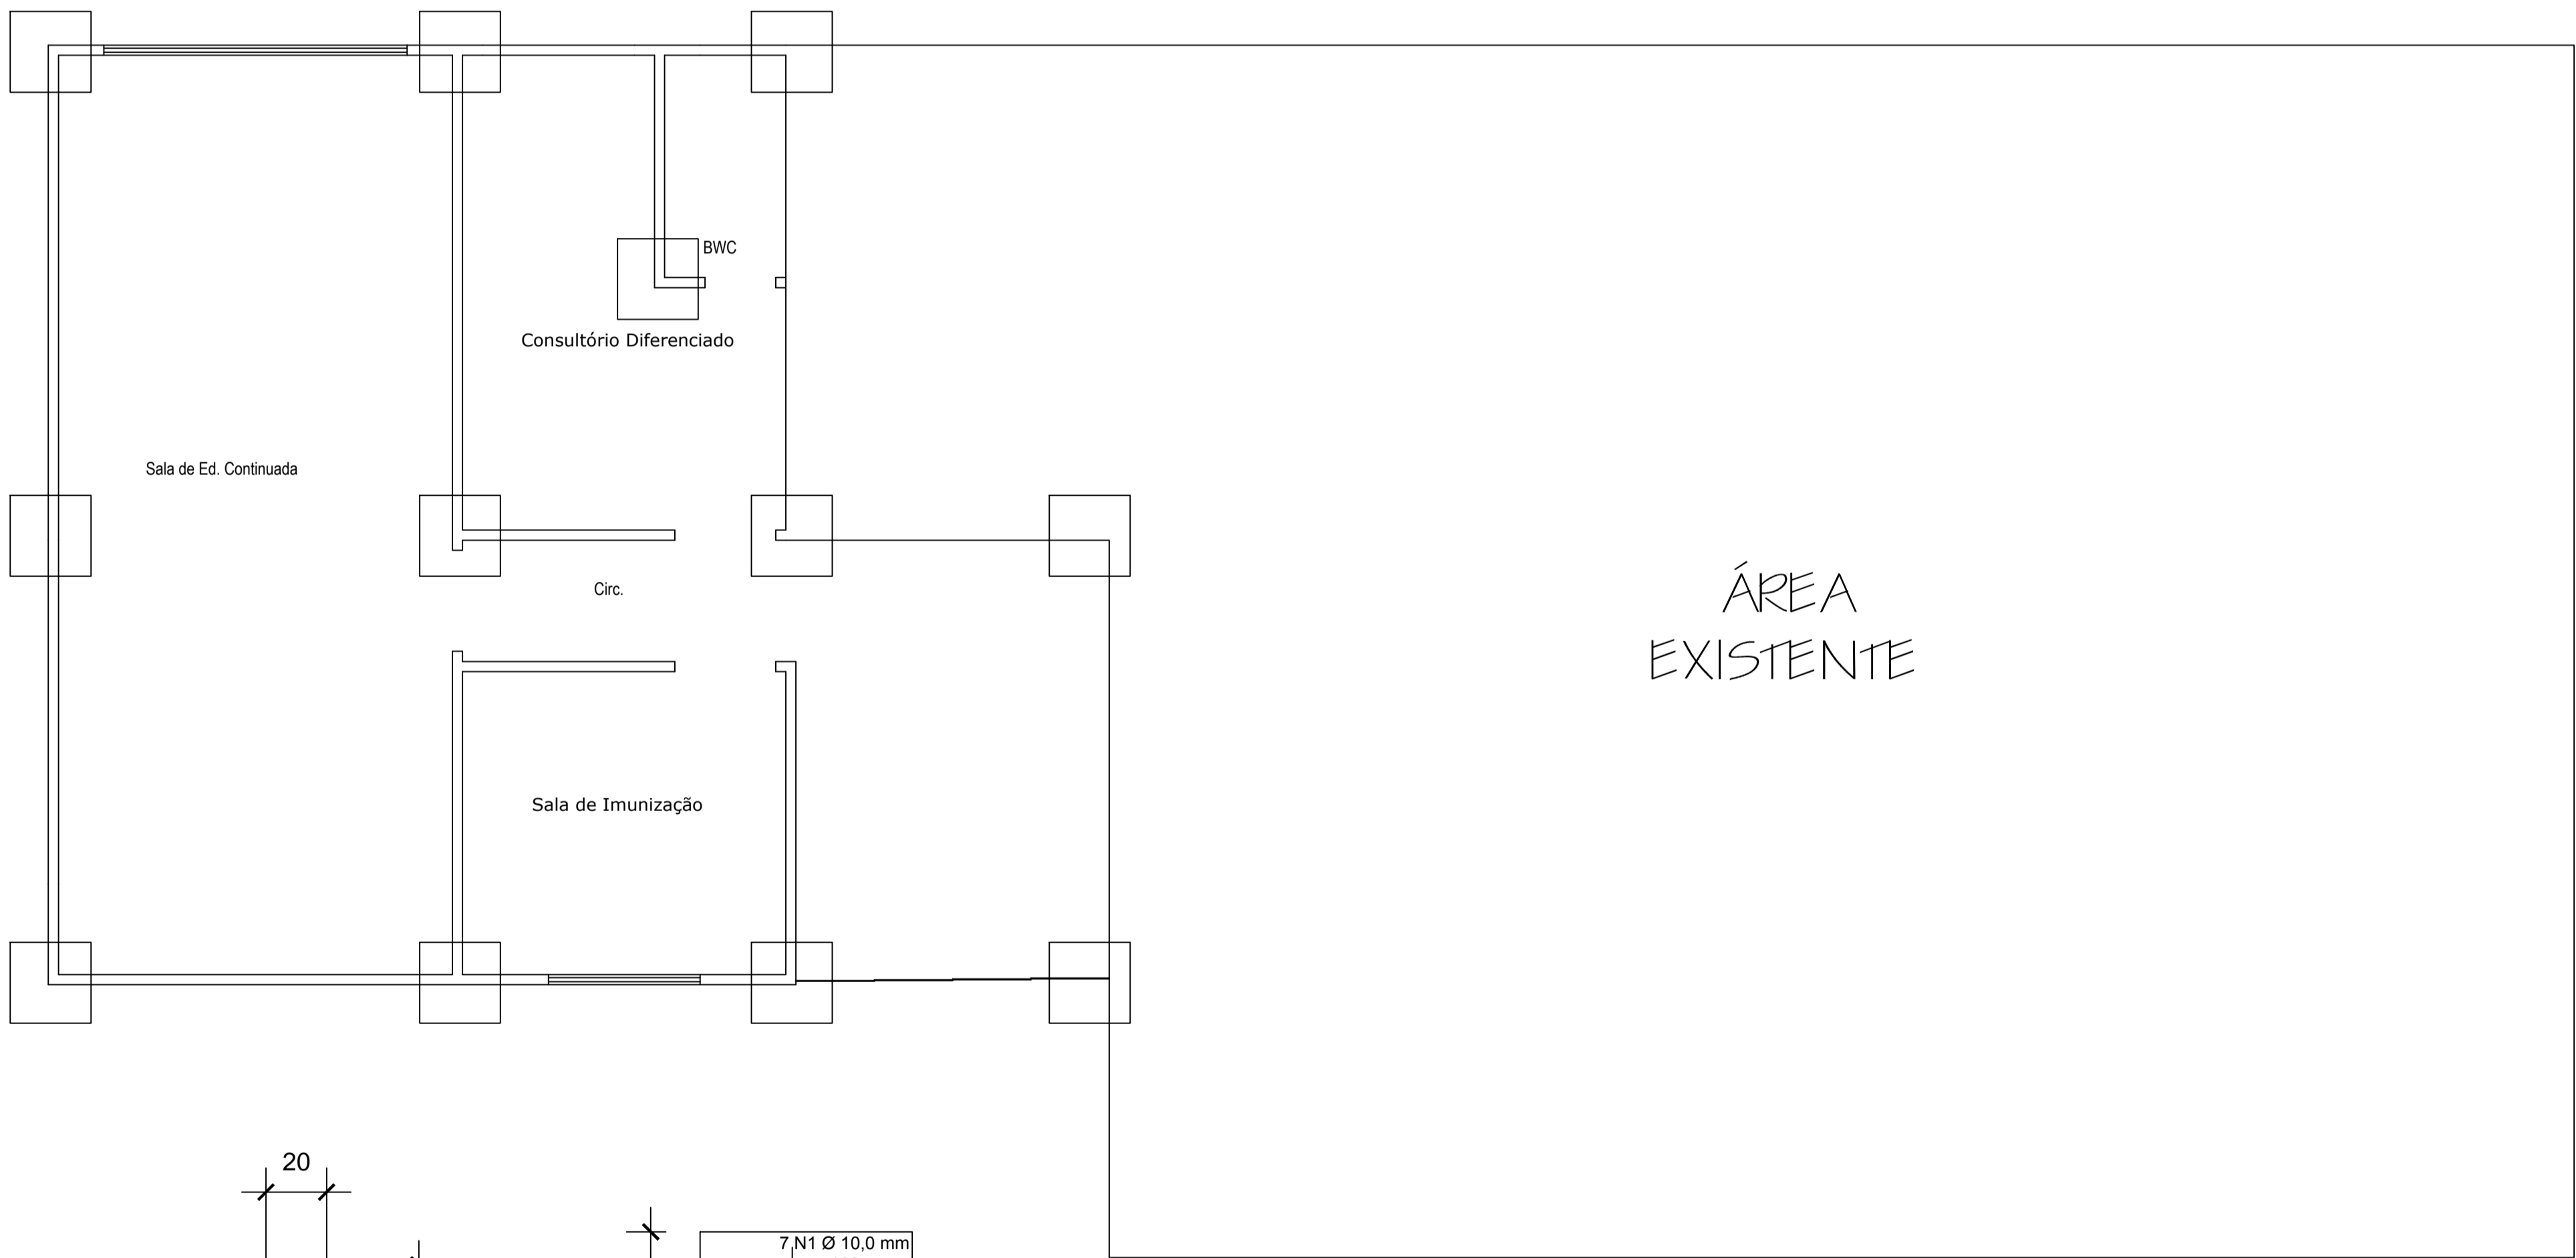 BWC
Consultório Diferenciado
Sala de Ed. Continuada
Circ.
ÁREA
EXISTENTE
Sala de Imunização
20
7 N1 Ø 10,0 mm